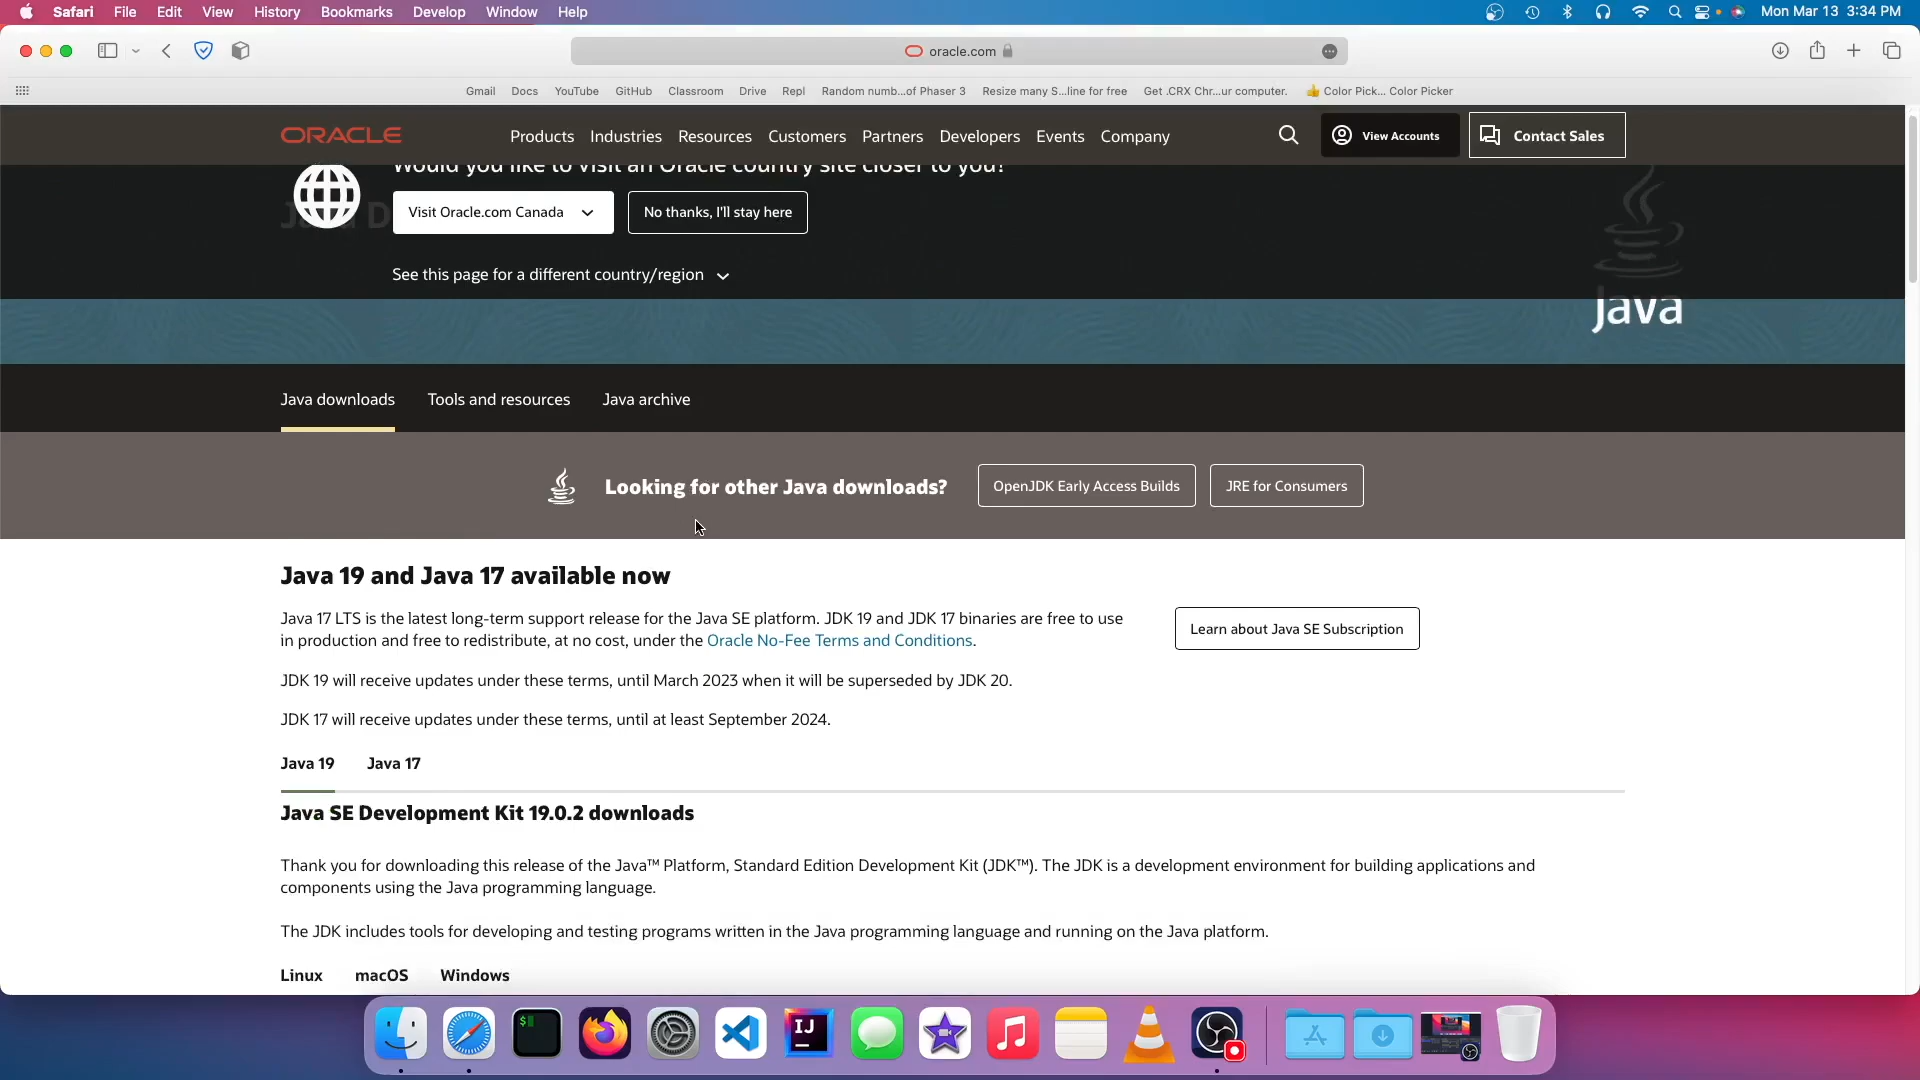 Safari File Edit View History Bookmarks Develop Window Help
Mon Mar 13 3:34 PM
oracle.com
Gmail Docs YouTube GitHub Classroom Drive Repl Random numb...of Phaser 3 Resize many S...line for free Get .CRX Chr...ur computer. 👍 Color Pick... Color Picker
ORACLE
Products Industries Resources Customers Partners Developers Events Company
View Accounts
Contact Sales
Would you like to visit an Oracle country site closer to you?
Visit Oracle.com Canada
No thanks, I'll stay here
See this page for a different country/region
Java
Java downloads Tools and resources Java archive
Looking for other Java downloads?
OpenJDK Early Access Builds
JRE for Consumers
Java 19 and Java 17 available now
Java 17 LTS is the latest long-term support release for the Java SE platform. JDK 19 and JDK 17 binaries are free to use
in production and free to redistribute, at no cost, under the Oracle No-Fee Terms and Conditions.
Learn about Java SE Subscription
JDK 19 will receive updates under these terms, until March 2023 when it will be superseded by JDK 20.
JDK 17 will receive updates under these terms, until at least September 2024.
Java 19 Java 17
Java SE Development Kit 19.0.2 downloads
Thank you for downloading this release of the Java™ Platform, Standard Edition Development Kit (JDK™). The JDK is a development environment for building applications and
components using the Java programming language.
The JDK includes tools for developing and testing programs written in the Java programming language and running on the Java platform.
Linux macOS Windows
$
IJ